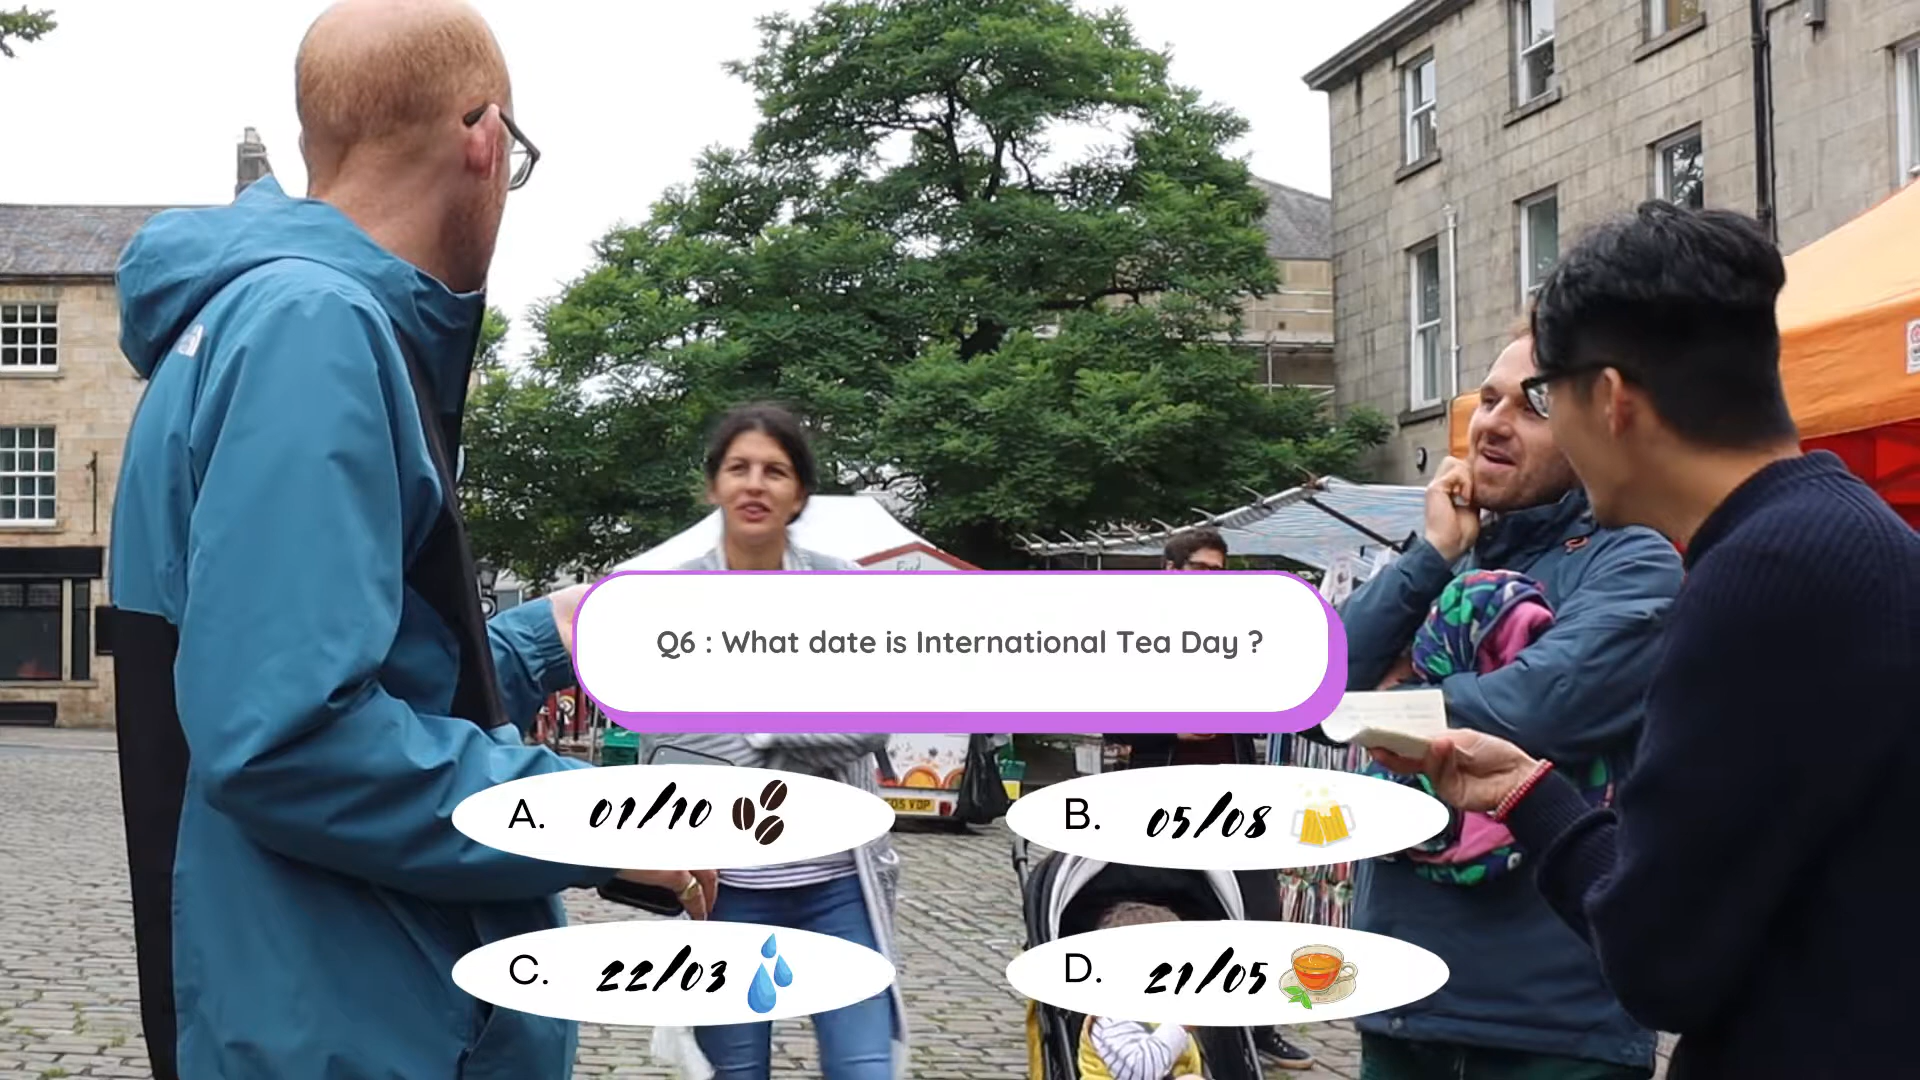 Q6 : What date is International Tea Day ?
A. 01/10
B. 05/08
C. 22/03
D. 21/05